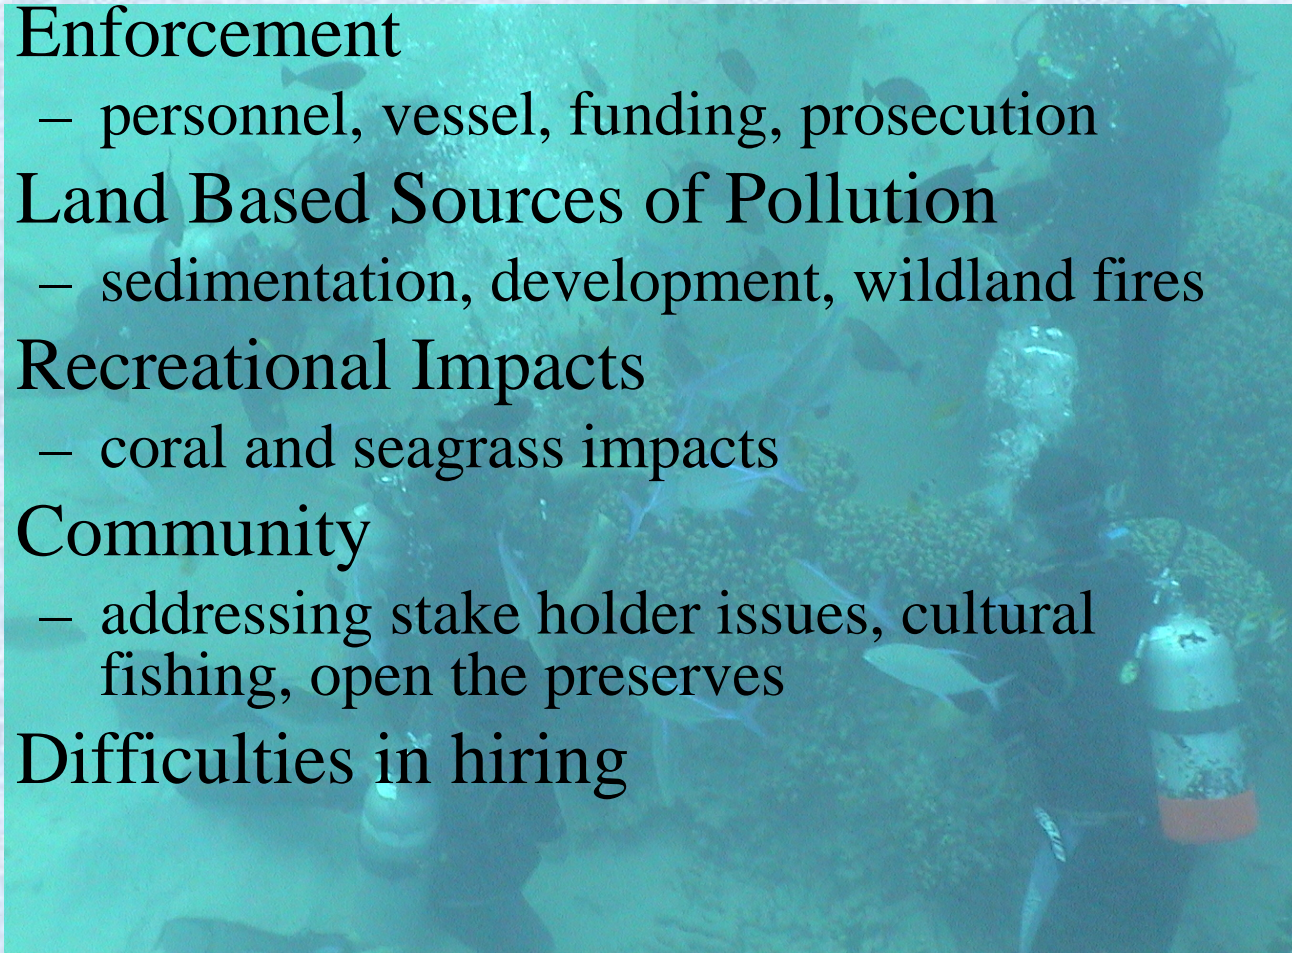 Enforcement
– personnel, vessel, funding, prosecution
Land Based Sources of Pollution
– sedimentation, development, wildland fires
Recreational Impacts
– coral and seagrass impacts
Community
– addressing stake holder issues, cultural
fishing, open the preserves
Difficulties in hiring